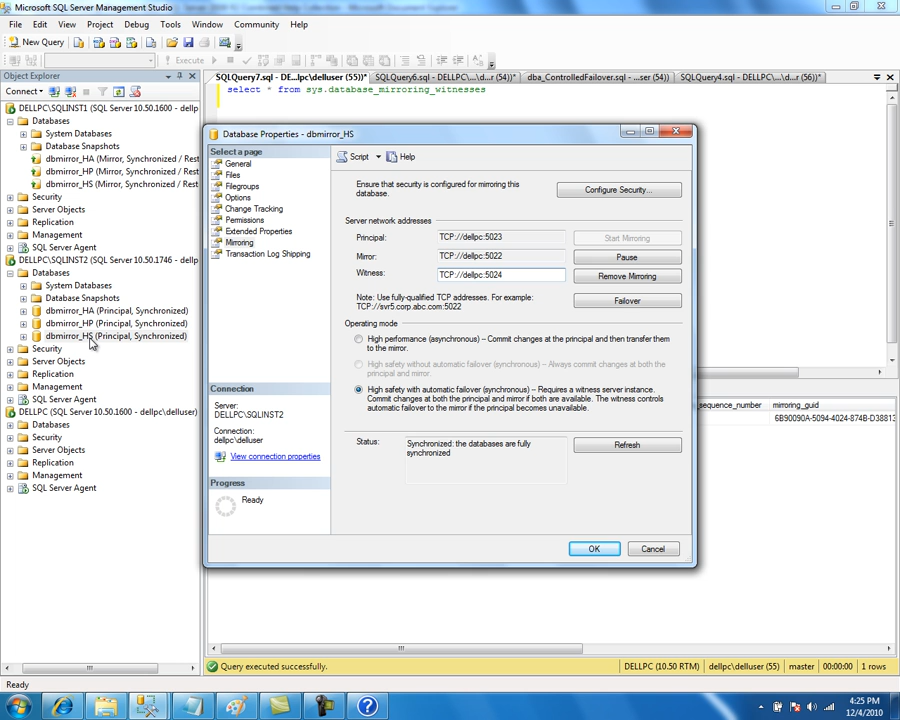 Microsoft SQL Server Management Studio
File Edit View Project Debug Tools Window Community Help
New Query
Execute
Object Explorer
Connect
DELLPC\SQLINST1 (SQL Server 10.50.1600 - dellp
Databases
System Databases
Database Snapshots
dbmirror_HA (Mirror, Synchronized / Rest
dbmirror_HP (Mirror, Synchronized / Rest
dbmirror_HS (Mirror, Synchronized / Rest
Security
Server Objects
Replication
Management
SQL Server Agent
DELLPC\SQLINST2 (SQL Server 10.50.1746 - dellp
Databases
System Databases
Database Snapshots
dbmirror_HA (Principal, Synchronized)
dbmirror_HP (Principal, Synchronized)
dbmirror_HS (Principal, Synchronized)
Security
Server Objects
Replication
Management
SQL Server Agent
DELLPC (SQL Server 10.50.1600 - dellpc\delluser)
Databases
Security
Server Objects
Replication
Management
SQL Server Agent
SQLQuery7.sql - DE...lpc\delluser (55))*
SQLQuery6.sql - DELLPC\...d...r (54))*
dba_ControlledFailover.sql - ...ser (54))
SQLQuery4.sql - DELLPC\...d...r (56))*
select * from sys.database_mirroring_witnesses
Database Properties - dbmirror_HS
Select a page
General
Files
Filegroups
Options
Change Tracking
Permissions
Extended Properties
Mirroring
Transaction Log Shipping
Connection
Server:
DELLPC\SQLINST2
Connection:
dellpc\delluser
View connection properties
Progress
Ready
Script Help
Ensure that security is configured for mirroring this
database.
Configure Security...
Server network addresses
Principal: TCP://dellpc:5023 Start Mirroring
Mirror: TCP://dellpc:5022 Pause
Witness: TCP://dellpc:5024 Remove Mirroring
Note: Use fully-qualified TCP addresses. For example:
TCP://svr5.corp.abc.com:5022
Failover
Operating mode
High performance (asynchronous) – Commit changes at the principal and then transfer them
to the mirror.
High safety without automatic failover (synchronous) – Always commit changes at both the
principal and mirror.
High safety with automatic failover (synchronous) – Requires a witness server instance.
Commit changes at both the principal and mirror if both are available. The witness controls
automatic failover to the mirror if the principal becomes unavailable.
Status: Synchronized: the databases are fully
synchronized
Refresh
OK Cancel
_sequence_number mirroring_guid
6B90090A-5094-4024-874B-D38813
Query executed successfully.
DELLPC (10.50 RTM) dellpc\delluser (55) master 00:00:00 1 rows
Ready
4:25 PM
12/4/2010